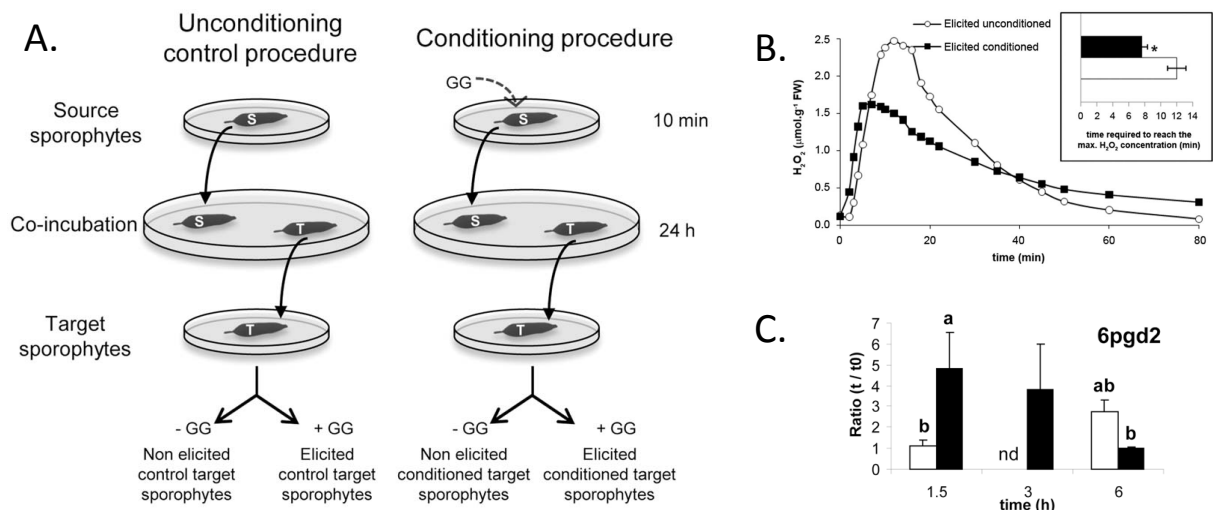 A.
Unconditioning
control procedure
Conditioning procedure
GG
Source
sporophytes
S
S
10 min
Co-incubation
S
T
S
T
24 h
Target
sporophytes
T
T
- GG
+ GG
- GG
+ GG
Non elicited
control target
sporophytes
Elicited
control target
sporophytes
Non elicited
conditioned target
sporophytes
Elicited
conditioned target
sporophytes
B.
Elicited unconditioned
Elicited conditioned
H₂O₂ (µmol.g⁻¹ FW)
2.5
2.0
1.5
1.0
0.5
0.0
0 20 40 60 80
time (min)
*
0 2 4 6 8 10 12 14
time required to reach the
max. H₂O₂ concentration (min)
C.
6pgd2
Ratio (t / t0)
7
6
5
4
3
2
1
0
b
a
nd
ab
b
1.5 3 6
time (h)